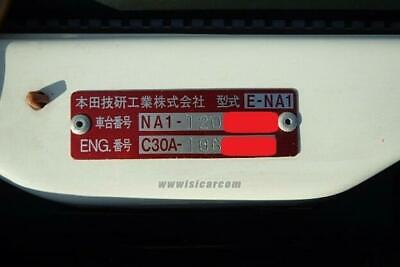 本田技研工業株式会社 型式 E-NA1
車台番号 NA1-120
ENG.番号 C30A-106
wwwisicarcom